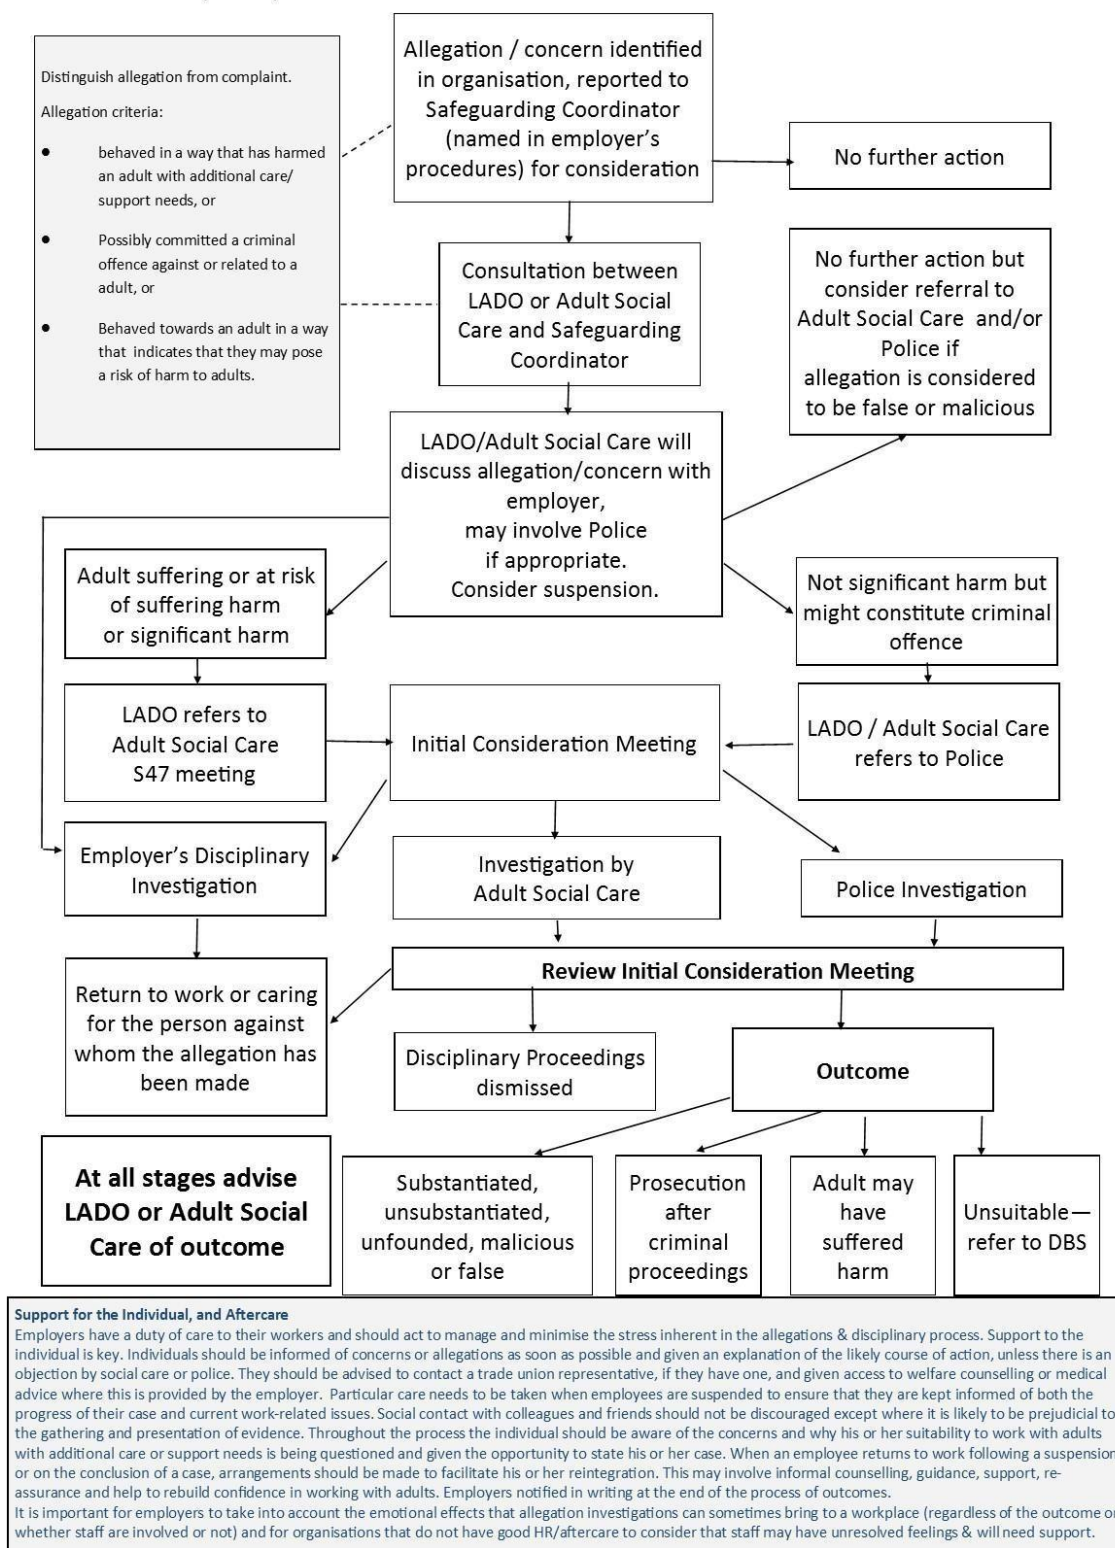 Distinguish allegation from complaint.
Allegation criteria:
● behaved in a way that has harmed
an adult with additional care/
support needs, or
● Possibly committed a criminal
offence against or related to a
adult, or
● Behaved towards an adult in a way
that indicates that they may pose
a risk of harm to adults.
Allegation / concern identified
in organisation, reported to
Safeguarding Coordinator
(named in employer's
procedures) for consideration
No further action
Consultation between
LADO or Adult Social
Care and Safeguarding
Coordinator
No further action but
consider referral to
Adult Social Care and/or
Police if
allegation is considered
to be false or malicious
LADO/Adult Social Care will
discuss allegation/concern with
employer,
may involve Police
if appropriate.
Consider suspension.
Adult suffering or at risk
of suffering harm
or significant harm
Not significant harm but
might constitute criminal
offence
LADO refers to
Adult Social Care
S47 meeting
Initial Consideration Meeting
LADO / Adult Social Care
refers to Police
Employer's Disciplinary
Investigation
Investigation by
Adult Social Care
Police Investigation
Review Initial Consideration Meeting
Return to work or caring
for the person against
whom the allegation has
been made
Disciplinary Proceedings
dismissed
Outcome
At all stages advise
LADO or Adult Social
Care of outcome
Substantiated,
unsubstantiated,
unfounded, malicious
or false
Prosecution
after
criminal
proceedings
Adult may
have
suffered
harm
Unsuitable—
refer to DBS
Support for the Individual, and Aftercare
Employers have a duty of care to their workers and should act to manage and minimise the stress inherent in the allegations & disciplinary process. Support to the
individual is key. Individuals should be informed of concerns or allegations as soon as possible and given an explanation of the likely course of action, unless there is an
objection by social care or police. They should be advised to contact a trade union representative, if they have one, and given access to welfare counselling or medical
advice where this is provided by the employer. Particular care needs to be taken when employees are suspended to ensure that they are kept informed of both the
progress of their case and current work-related issues. Social contact with colleagues and friends should not be discouraged except where it is likely to be prejudicial to
the gathering and presentation of evidence. Throughout the process the individual should be aware of the concerns and why his or her suitability to work with adults
with additional care or support needs is being questioned and given the opportunity to state his or her case. When an employee returns to work following a suspension
or on the conclusion of a case, arrangements should be made to facilitate his or her reintegration. This may involve informal counselling, guidance, support, re-
assurance and help to rebuild confidence in working with adults. Employers notified in writing at the end of the process of outcomes.
It is important for employers to take into account the emotional effects that allegation investigations can sometimes bring to a workplace (regardless of the outcome or
whether staff are involved or not) and for organisations that do not have good HR/aftercare to consider that staff may have unresolved feelings & will need support.